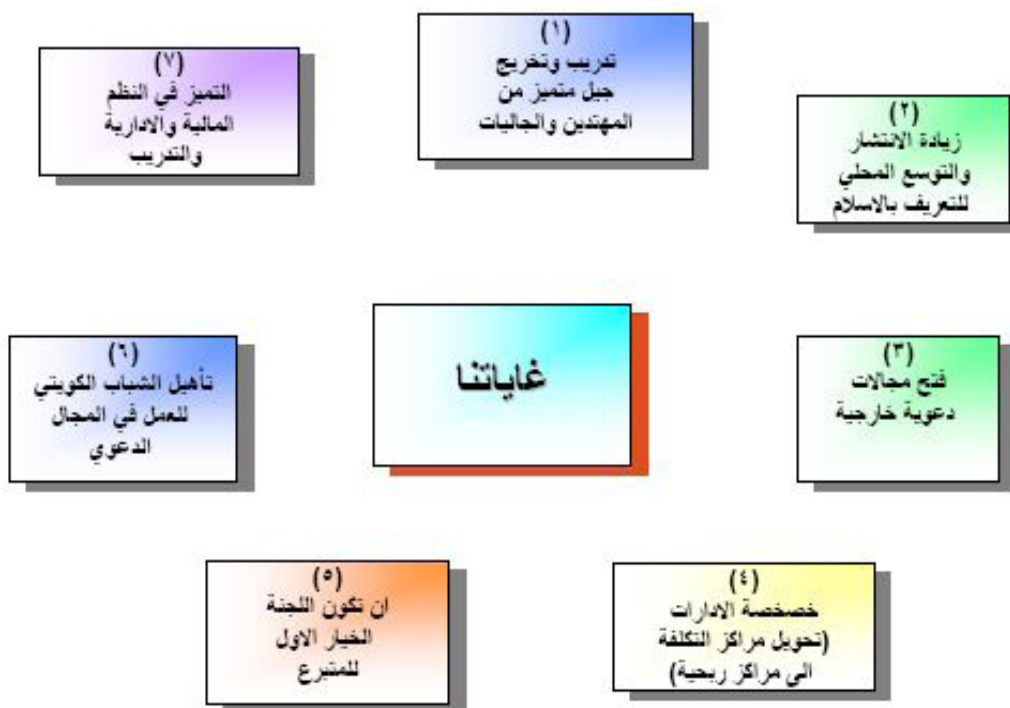 غاياتنا
(١)
تدريب وتخريج
جيل متميز من
المهتدين والجاليات
(٢)
زيادة الانتشار
والتوسع المحلي
للتعريف بالاسلام
(٣)
فتح مجالات
دعوية خارجية
(٤)
خصخصة الادارات
(تحويل مراكز التكلفة
الي مراكز ربحية)
(٥)
ان تكون اللجنة
الخيار الاول
للمتبرع
(٦)
تأهيل الشباب الكويتي
للعمل في المجال
الدعوي
(٧)
التميز في النظم
المالية والادارية
والتدريب